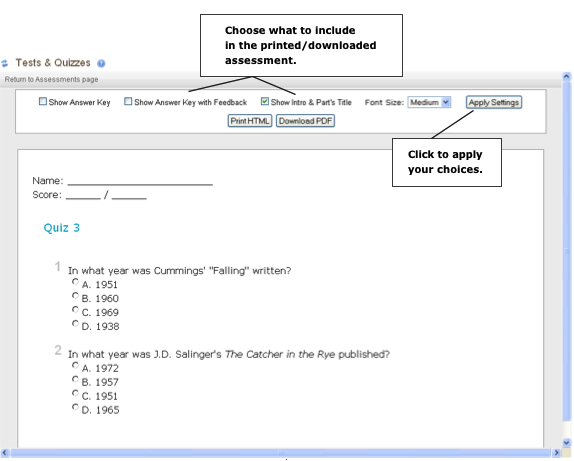 Choose what to include
in the printed/downloaded
assessment.
Tests & Quizzes
Return to Assessments page
Show Answer Key Show Answer Key with Feedback Show Intro & Part's Title Font Size: Medium Apply Settings
Print HTML Download PDF
Click to apply
your choices.
Name: ____________________
Score: _____ / _____
Quiz 3
1 In what year was Cummings' "Falling" written?
A. 1951
B. 1960
C. 1969
D. 1938
2 In what year was J.D. Salinger's The Catcher in the Rye published?
A. 1972
B. 1957
C. 1951
D. 1965